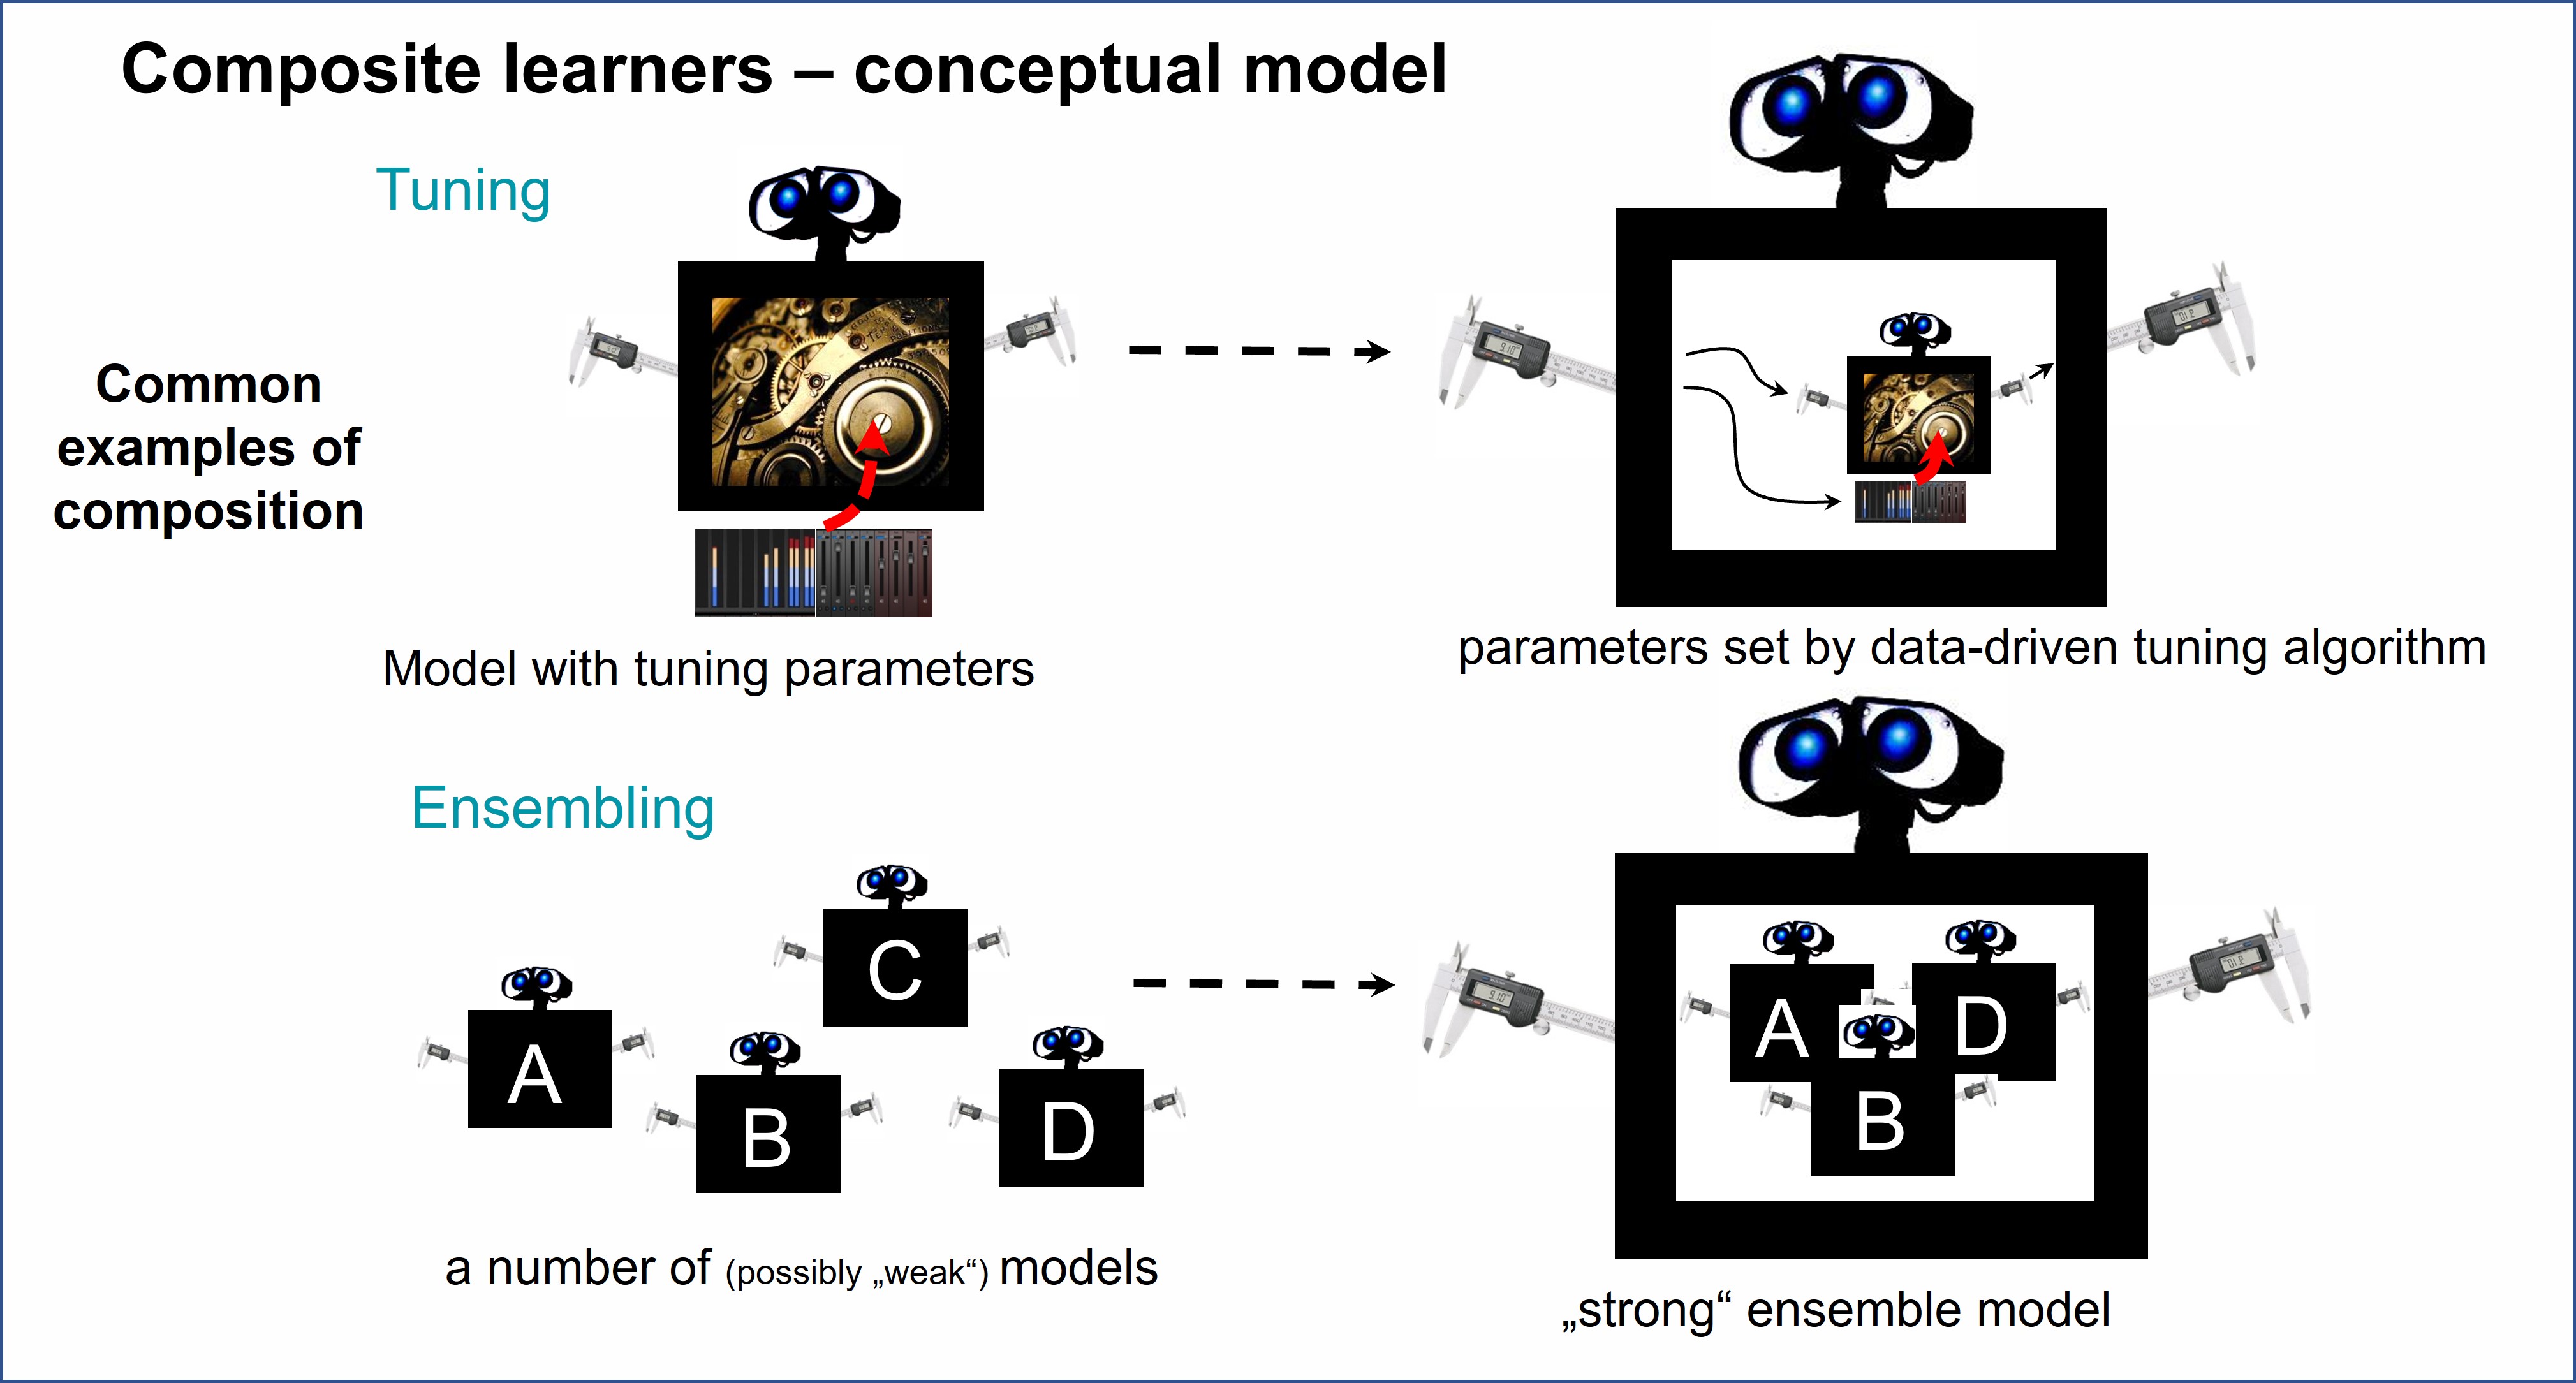 Composite learners – conceptual model
Tuning
Common
examples of
composition
Model with tuning parameters
parameters set by data-driven tuning algorithm
Ensembling
A
B
C
D
a number of (possibly „weak“) models
A
D
B
„strong“ ensemble model